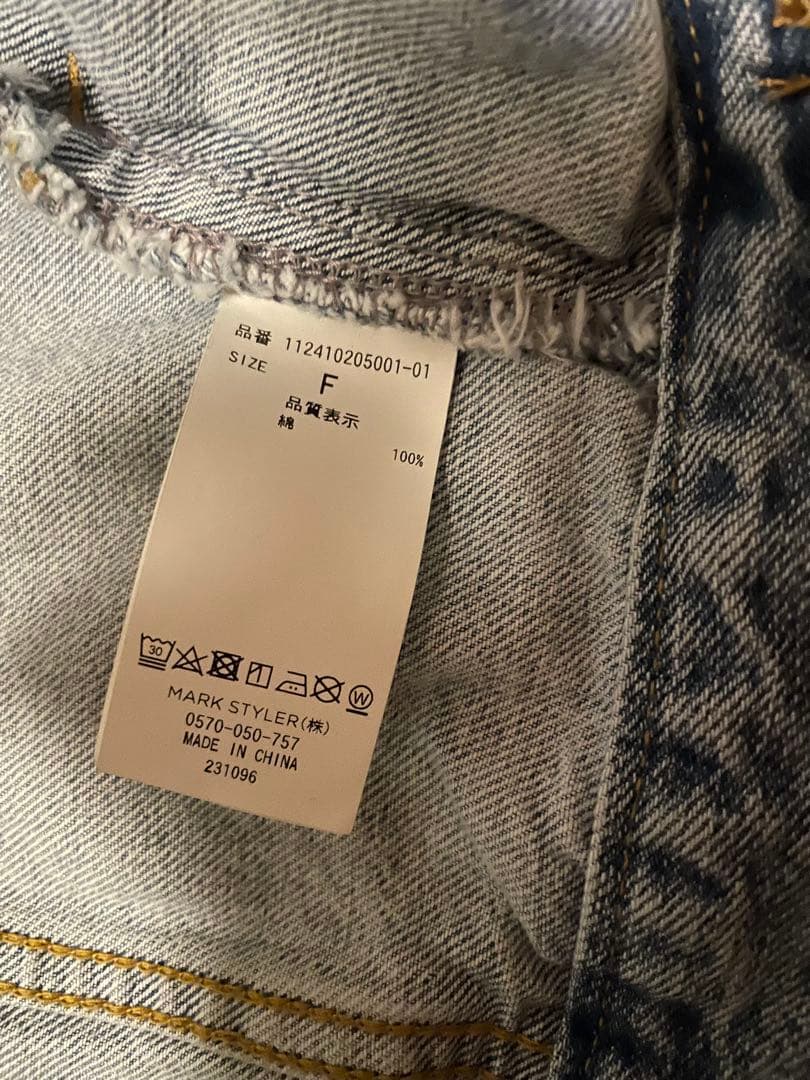 品番 112410205001-01
SIZE F
品質表示
綿 100%
30 W
MARK STYLER(株)
0570-050-757
MADE IN CHINA
231096